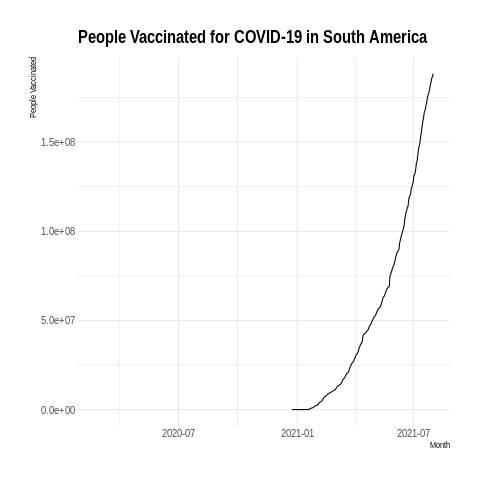 People Vaccinated for COVID-19 in South America
People Vaccinated
1.5e+08
1.0e+08
5.0e+07
0.0e+00
2020-07
2021-01
2021-07
Month